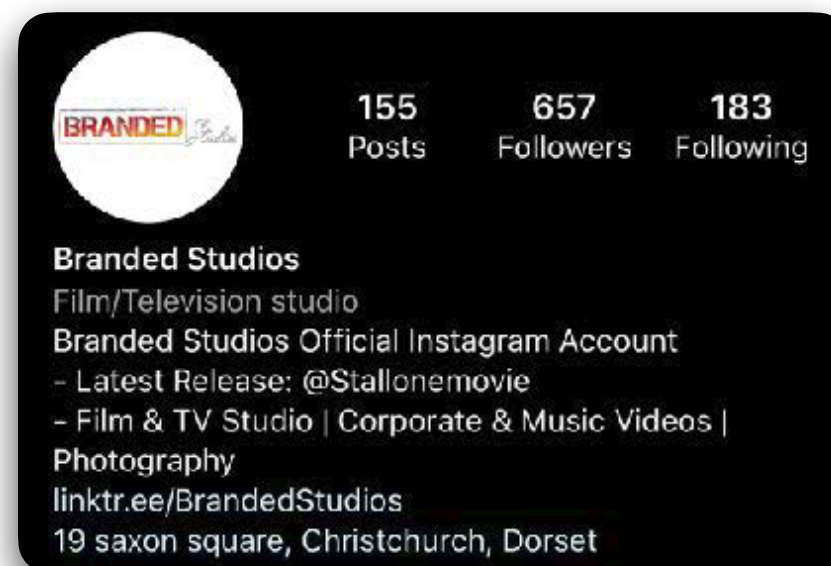 BRANDED Studios
155 657 183
Posts Followers Following
Branded Studios
Film/Television studio
Branded Studios Official Instagram Account
- Latest Release: @Stallonemovie
- Film & TV Studio | Corporate & Music Videos |
Photography
linktr.ee/BrandedStudios
19 saxon square, Christchurch, Dorset